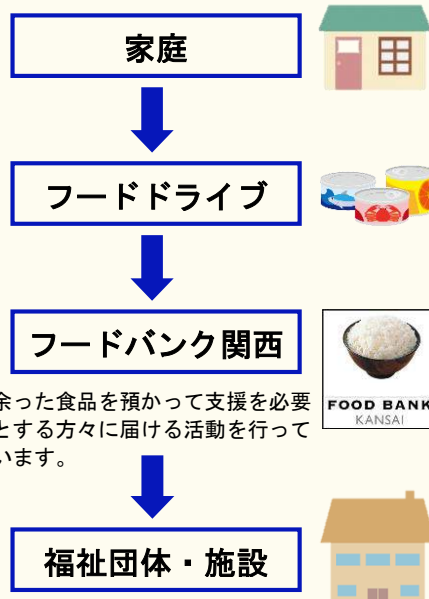 家庭
フードドライブ
フードバンク関西
余った食品を預かって支援を必要
とする方々に届ける活動を行って
います。
FOOD BANK
KANSAI
福祉団体・施設